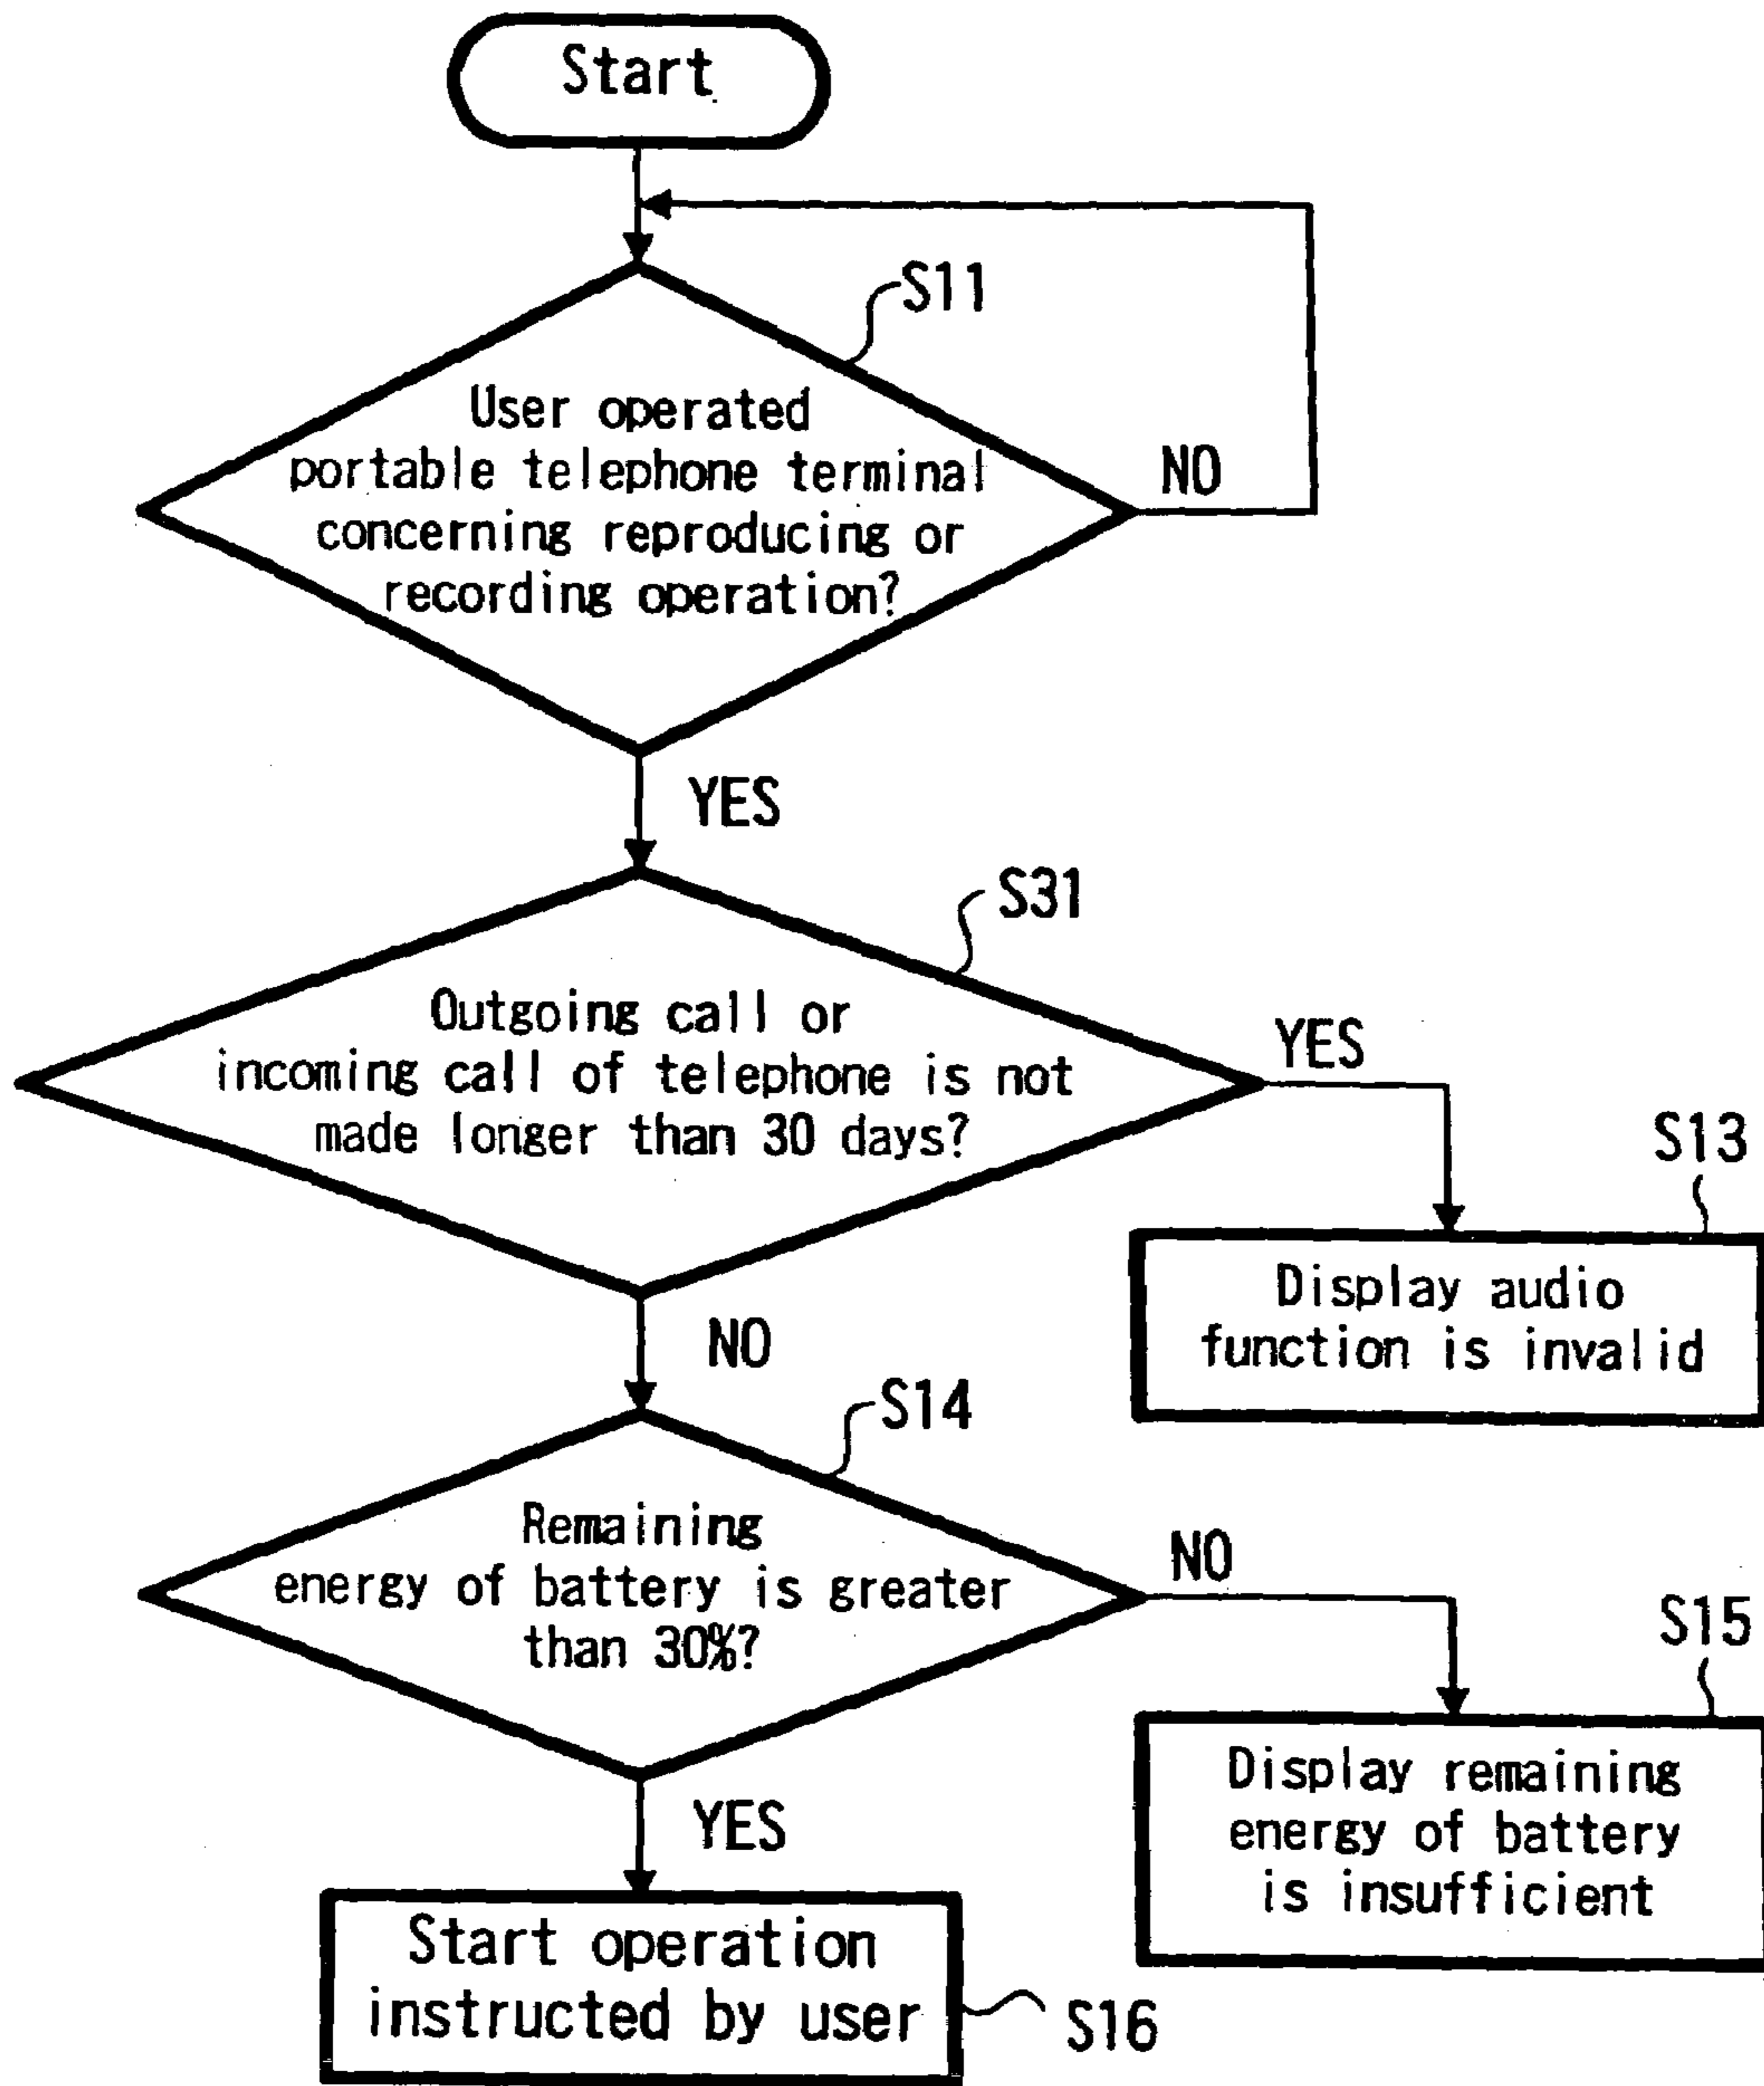 Start
S11
User operated
portable telephone terminal
concerning reproducing or
recording operation?
NO
YES
S31
Outgoing call or
incoming call of telephone is not
made longer than 30 days?
YES
S13
Display audio
function is invalid
NO
S14
Remaining
energy of battery is greater
than 30%?
NO
S15
Display remaining
energy of battery
is insufficient
YES
Start operation
instructed by user
S16